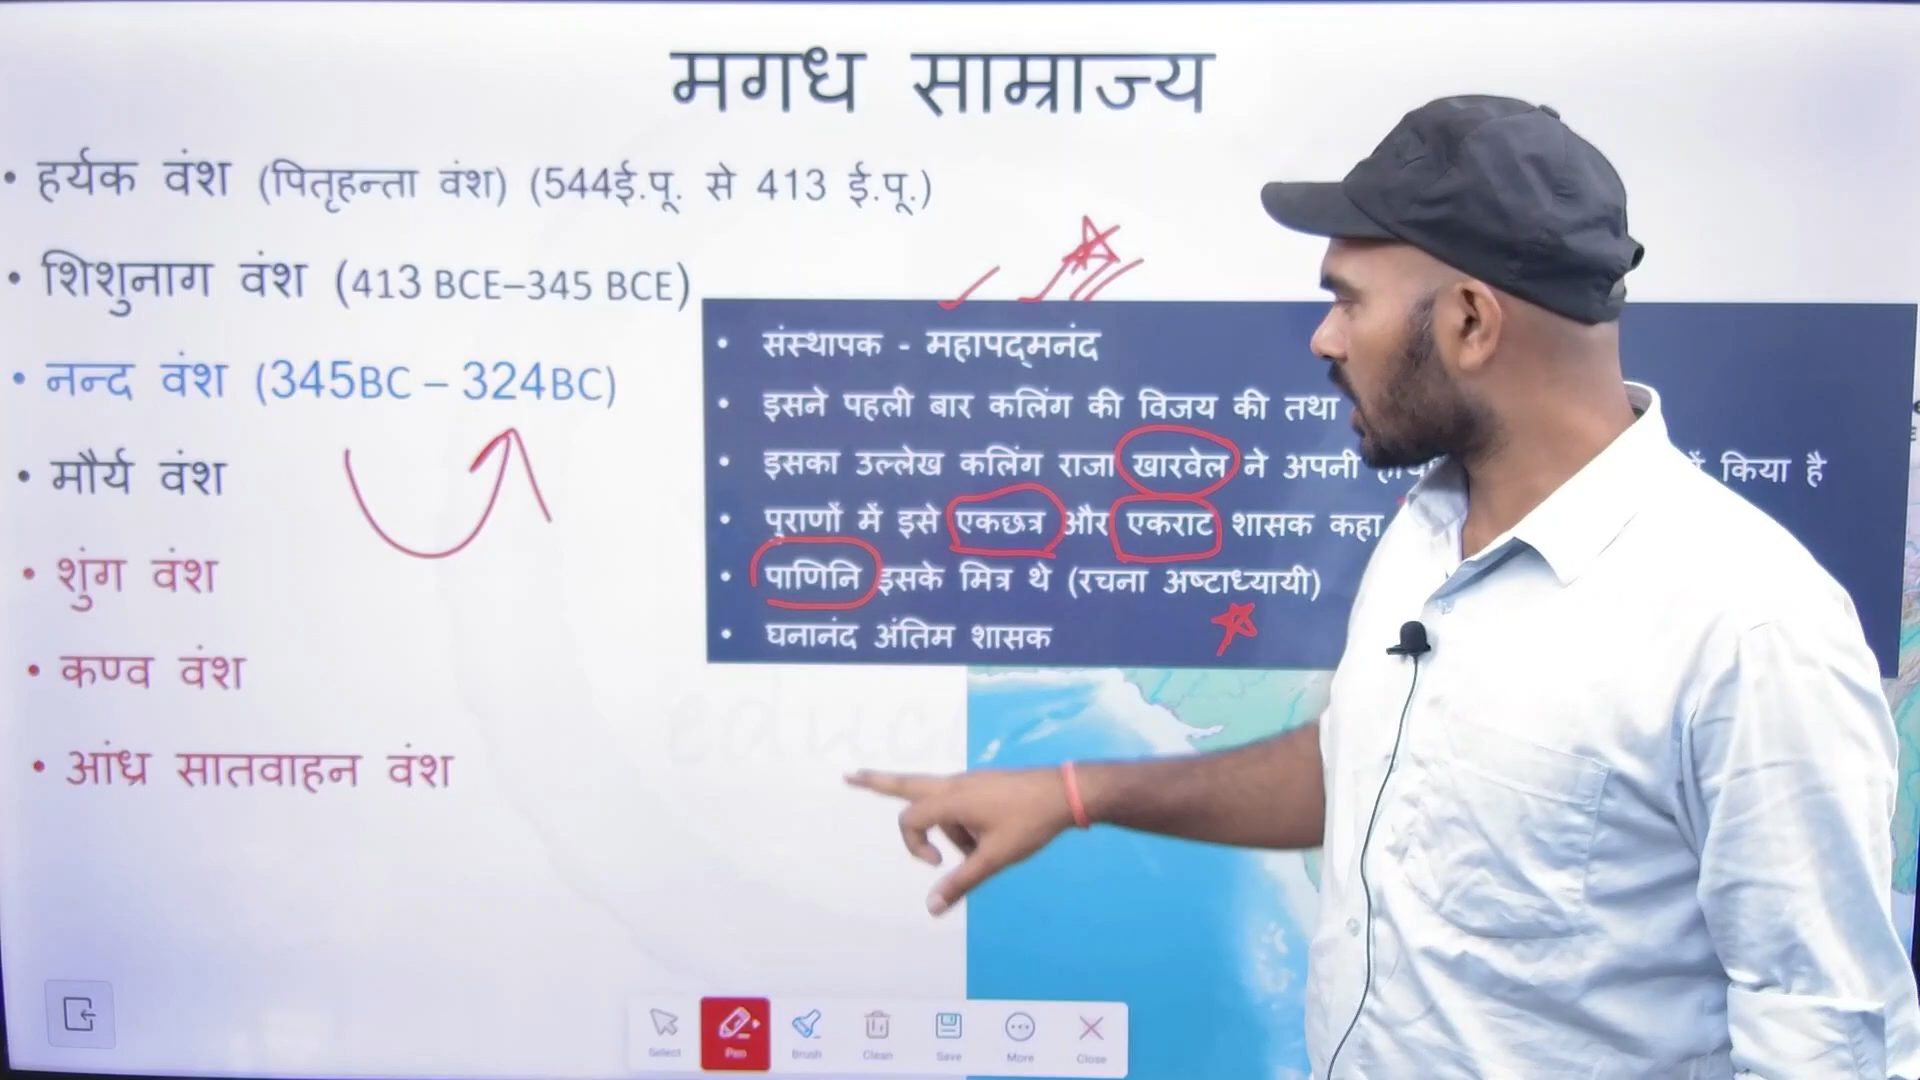 मगध साम्राज्य
• हर्यक वंश (पितृहन्ता वंश) (544ई.पू. से 413 ई.पू.)
• शिशुनाग वंश (413 BCE–345 BCE)
• नन्द वंश (345BC – 324BC)
• मौर्य वंश
• शुंग वंश
• कण्व वंश
• आंध्र सातवाहन वंश
• संस्थापक - महापद्मनंद
• इसने पहली बार कलिंग की विजय की तथा
• इसका उल्लेख कलिंग राजा खारवेल ने अपनी किया है
• पुराणों में इसे एकछत्र और एकराट शासक कहा
• पाणिनि इसके मित्र थे (रचना अष्टाध्यायी)
• घनानंद अंतिम शासक
Select Pen Brush Clean Save More Close